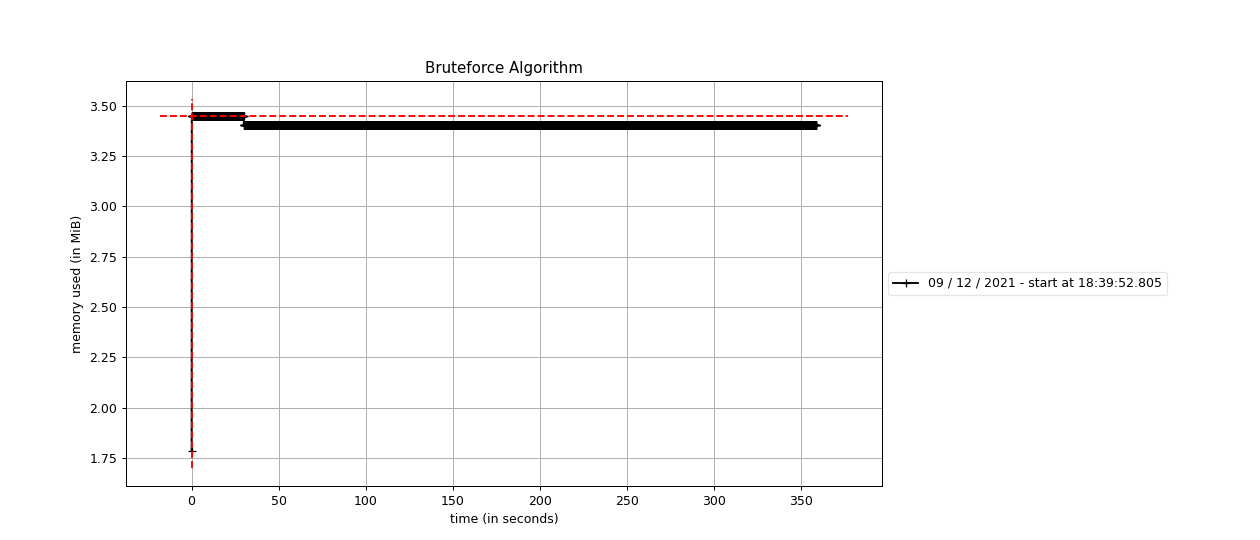 Bruteforce Algorithm
3.50
3.25
3.00
2.75
2.50
2.25
2.00
1.75
memory used (in MiB)
0 50 100 150 200 250 300 350
time (in seconds)
09 / 12 / 2021 - start at 18:39:52.805